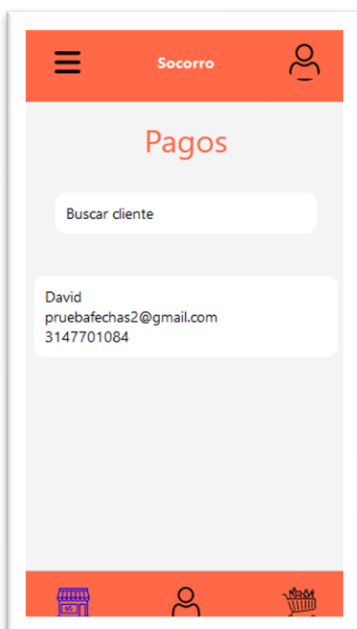 Socorro
Pagos
Buscar cliente
David
pruebafechas2@gmail.com
3147701084